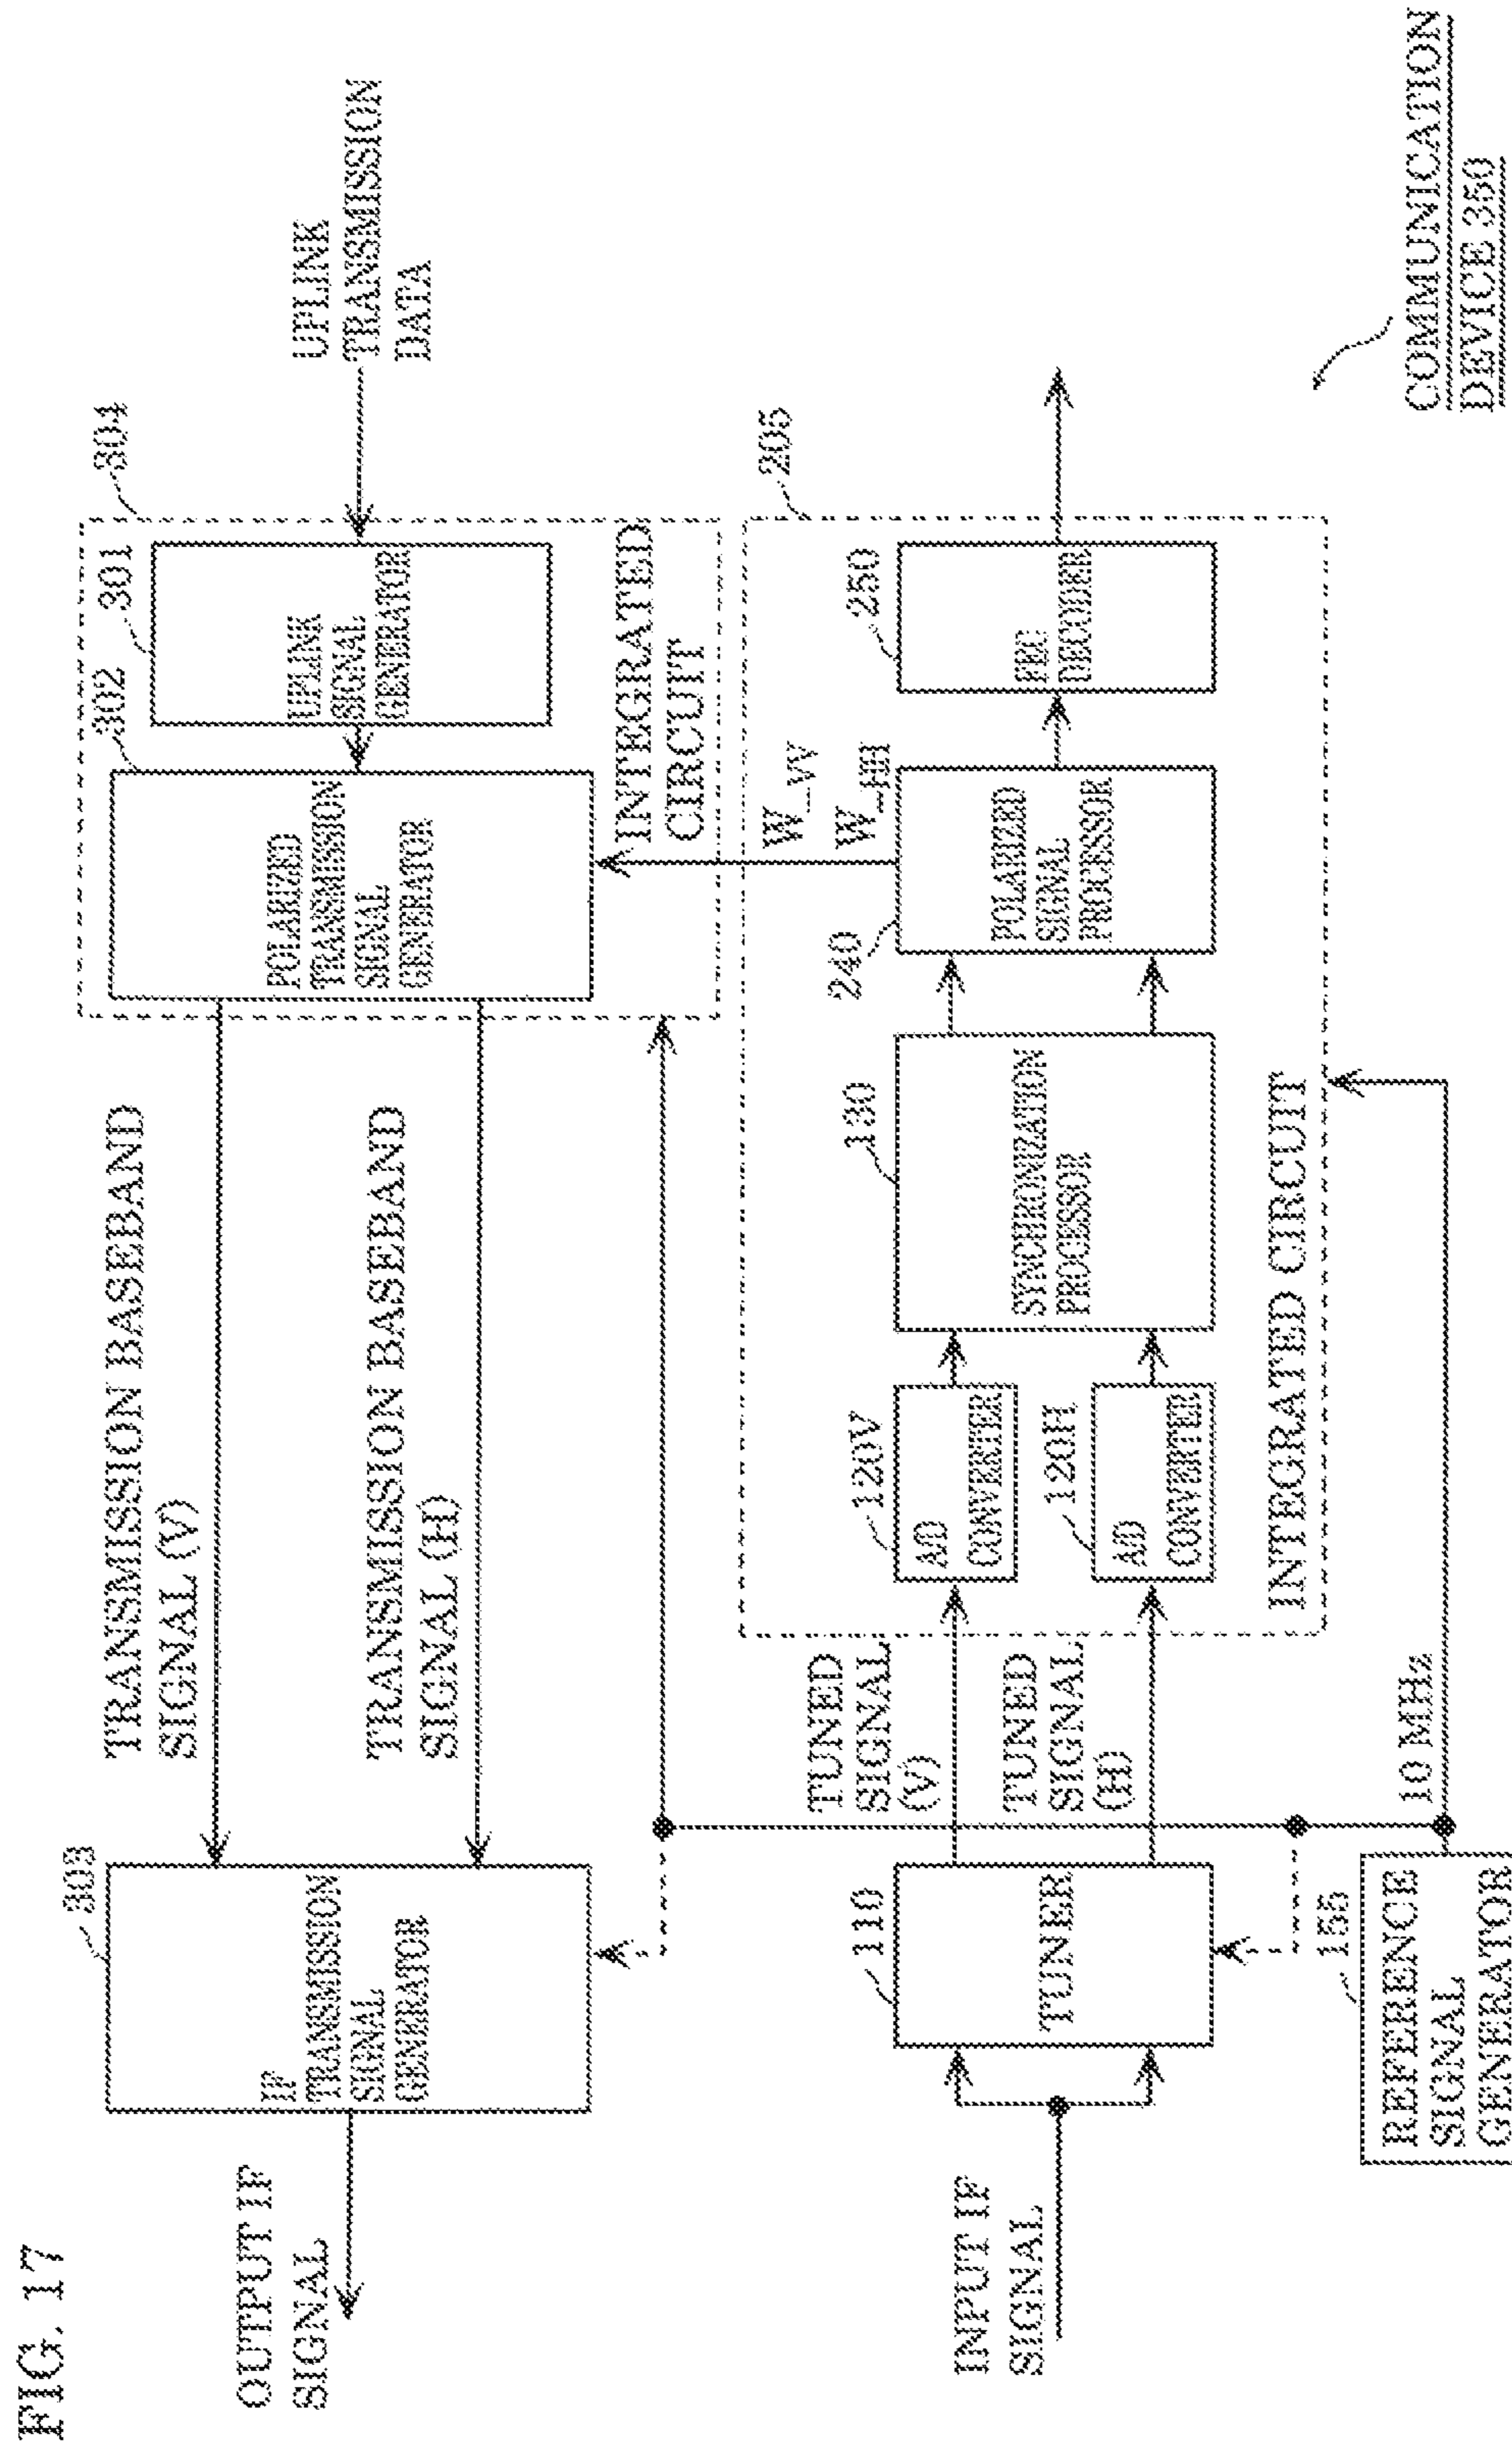 FIG. 17
OUTPUT IF
SIGNAL
303
IF
TRANSMISSION
SIGNAL
GENERATOR
TRANSMISSION BASEBAND
SIGNAL (V)
TRANSMISSION BASEBAND
SIGNAL (H)
302
POLARIZED
TRANSMISSION
SIGNAL
GENERATOR
301
UPLINK
SIGNAL
GENERATOR
304
INTEGRATED
CIRCUIT
UPLINK
TRANSMISSION
DATA
INPUT IF
SIGNAL
110
TUNER
TUNED
SIGNAL
(V)
TUNED
SIGNAL
(H)
120V
A/D
CONVERTER
120H
A/D
CONVERTER
130
SYNCHRONIZATION
PROCESSOR
240
POLARIZED
SIGNAL
PROCESSOR
W_VV
W_HH
250
FEC
DECODER
205
INTEGRATED CIRCUIT
155
REFERENCE
SIGNAL
GENERATOR
10 MHz
COMMUNICATION
DEVICE 350